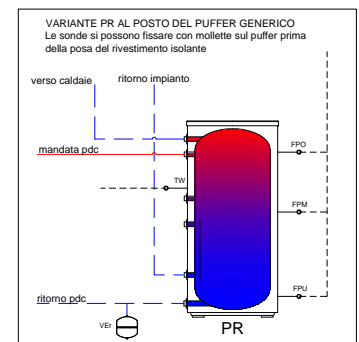 VARIANTE PR AL POSTO DEL PUFFER GENERICO
Le sonde si possono fissare con mollette sul puffer prima
della posa del rivestimento isolante
verso caldaie
ritorno impianto
mandata pdc
FPO
TW
FPM
ritorno pdc
FPU
VEr
PR